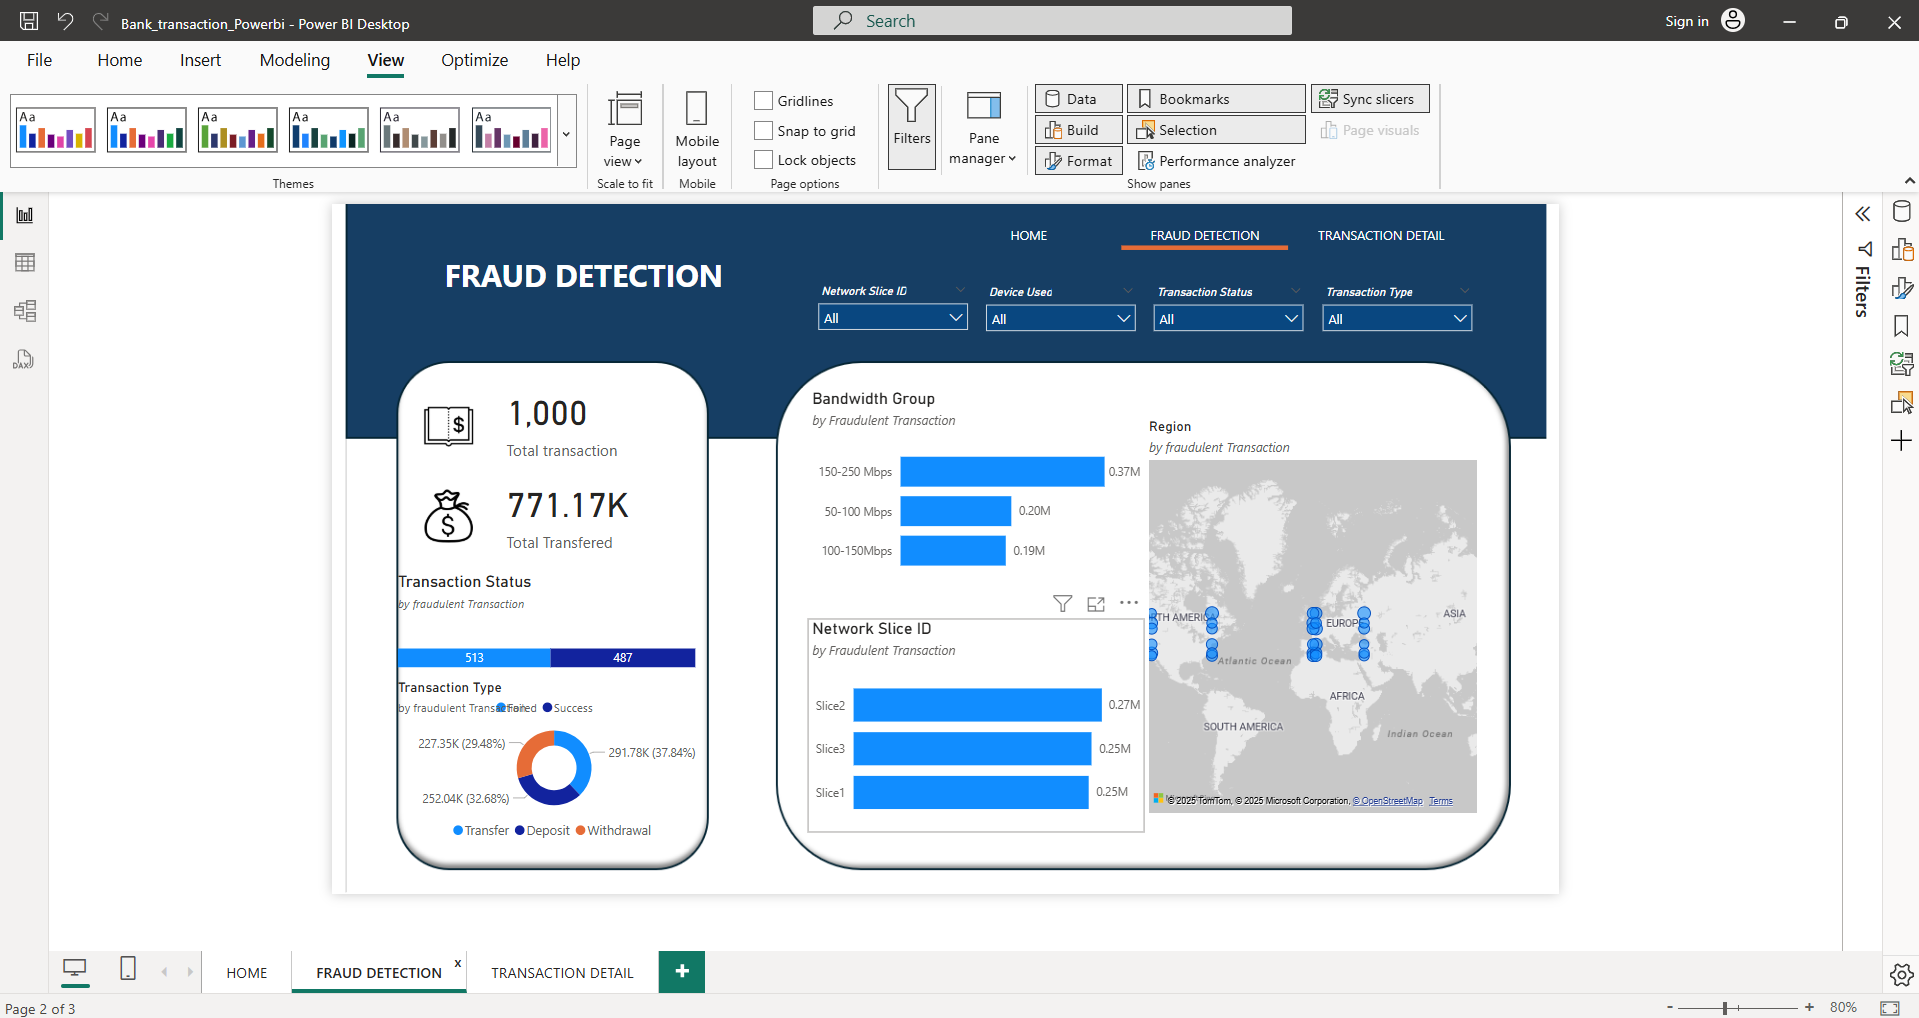 Bank_transaction_Powerbi - Power BI Desktop
Search
Sign in
File Home Insert Modeling View Optimize Help
Aa Aa Aa Aa Aa Aa
Themes
Page view
Scale to fit
Mobile layout
Mobile
Gridlines
Snap to grid
Lock objects
Page options
Filters
Pane manager
Data
Build
Format
Bookmarks
Selection
Performance analyzer
Sync slicers
Page visuals
Show panes
DAX
HOME FRAUD DETECTION TRANSACTION DETAIL
FRAUD DETECTION
Network Slice ID Device Used Transaction Status Transaction Type
All All All All
1,000
Total transaction
771.17K
Total Transfered
Transaction Status
by fraudulent Transaction
513 487
Transaction Type
by fraudulent Transaction
Failed Success
227.35K (29.48%)
291.78K (37.84%)
252.04K (32.68%)
Transfer Deposit Withdrawal
Bandwidth Group
by Fraudulent Transaction
150-250 Mbps 0.37M
50-100 Mbps 0.20M
100-150Mbps 0.19M
Network Slice ID
by Fraudulent Transaction
Slice2 0.27M
Slice3 0.25M
Slice1 0.25M
Region
by fraudulent Transaction
RTH AMERIC
EUROP
ASIA
Atlantic Ocean
AFRICA
SOUTH AMERICA
Indian Ocean
© 2025 TomTom, © 2025 Microsoft Corporation, © OpenStreetMap Terms
Filters
HOME FRAUD DETECTION x TRANSACTION DETAIL +
Page 2 of 3
- + 80%